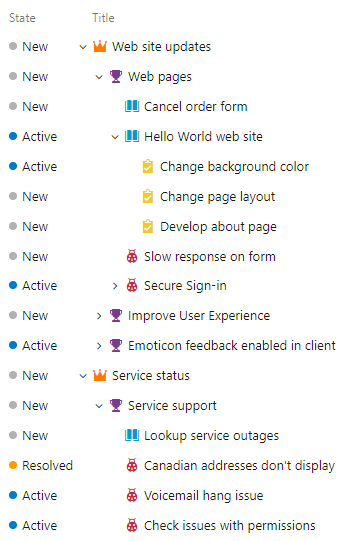 State Title
New Web site updates
New Web pages
New Cancel order form
Active Hello World web site
Active Change background color
New Change page layout
New Develop about page
New Slow response on form
Active Secure Sign-in
New Improve User Experience
Active Emoticon feedback enabled in client
New Service status
New Service support
New Lookup service outages
Resolved Canadian addresses don't display
Active Voicemail hang issue
Active Check issues with permissions